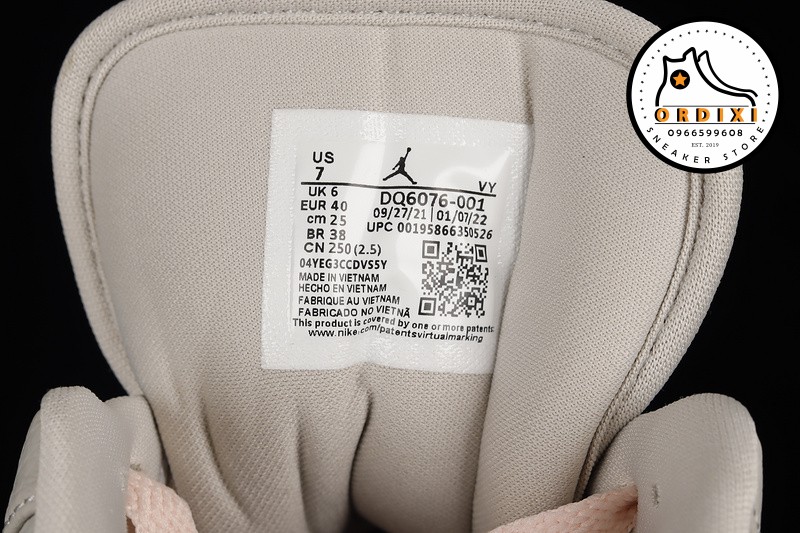 ORDIXI
0966599608
EST. 2019
SNEAKER STORE
US
7
VY
UK 6
DQ6076-001
EUR 40
09/27/21 | 01/07/22
cm 25
UPC 00195866350526
BR 38
CN 250 (2.5)
04YEG3CCDVS5Y
MADE IN VIETNAM
HECHO EN VIETNAM
FABRIQUE AU VIETNAM
FABRICADO NO VIETNÃ
This product is covered by one or more patents
www.nike.com/patentsvirtualmarking